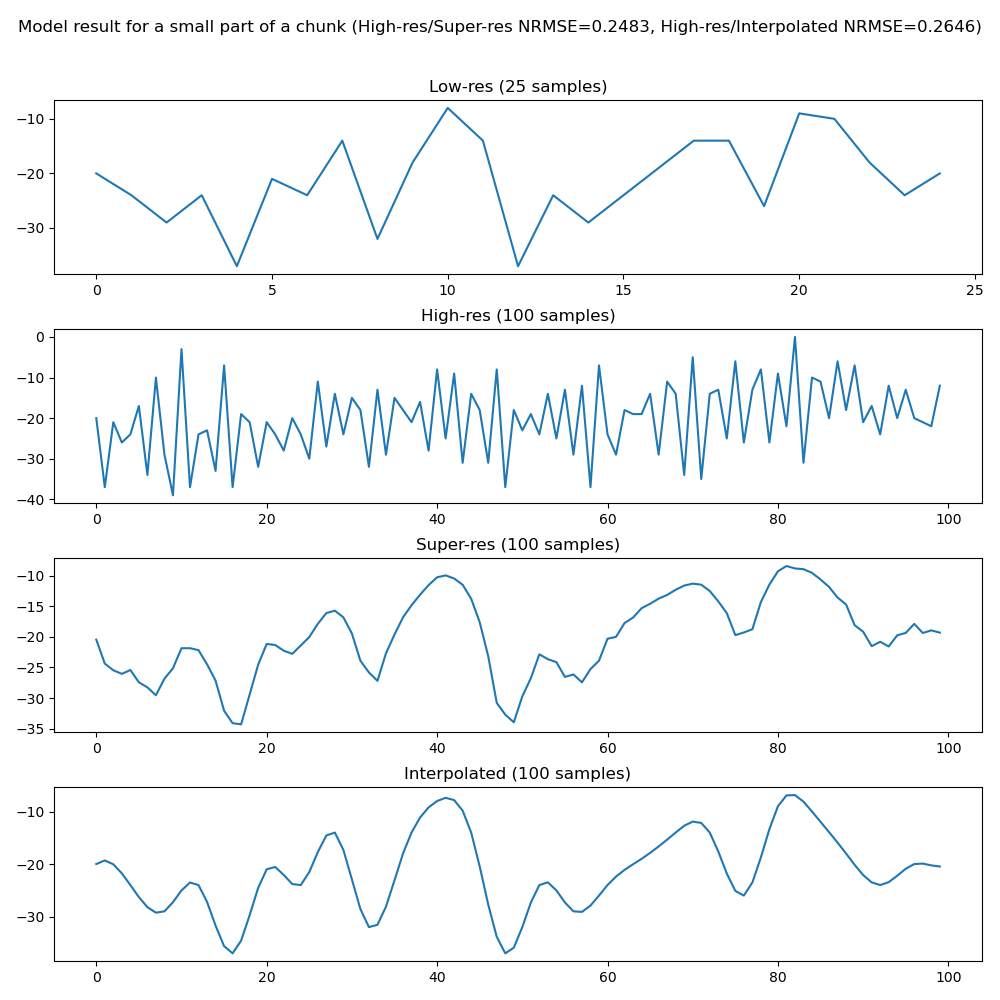 Model result for a small part of a chunk (High-res/Super-res NRMSE=0.2483, High-res/Interpolated NRMSE=0.2646)
Low-res (25 samples)
−10
−20
−30
0 5 10 15 20 25
High-res (100 samples)
0
−10
−20
−30
−40
0 20 40 60 80 100
Super-res (100 samples)
−10
−15
−20
−25
−30
−35
0 20 40 60 80 100
Interpolated (100 samples)
−10
−20
−30
0 20 40 60 80 100